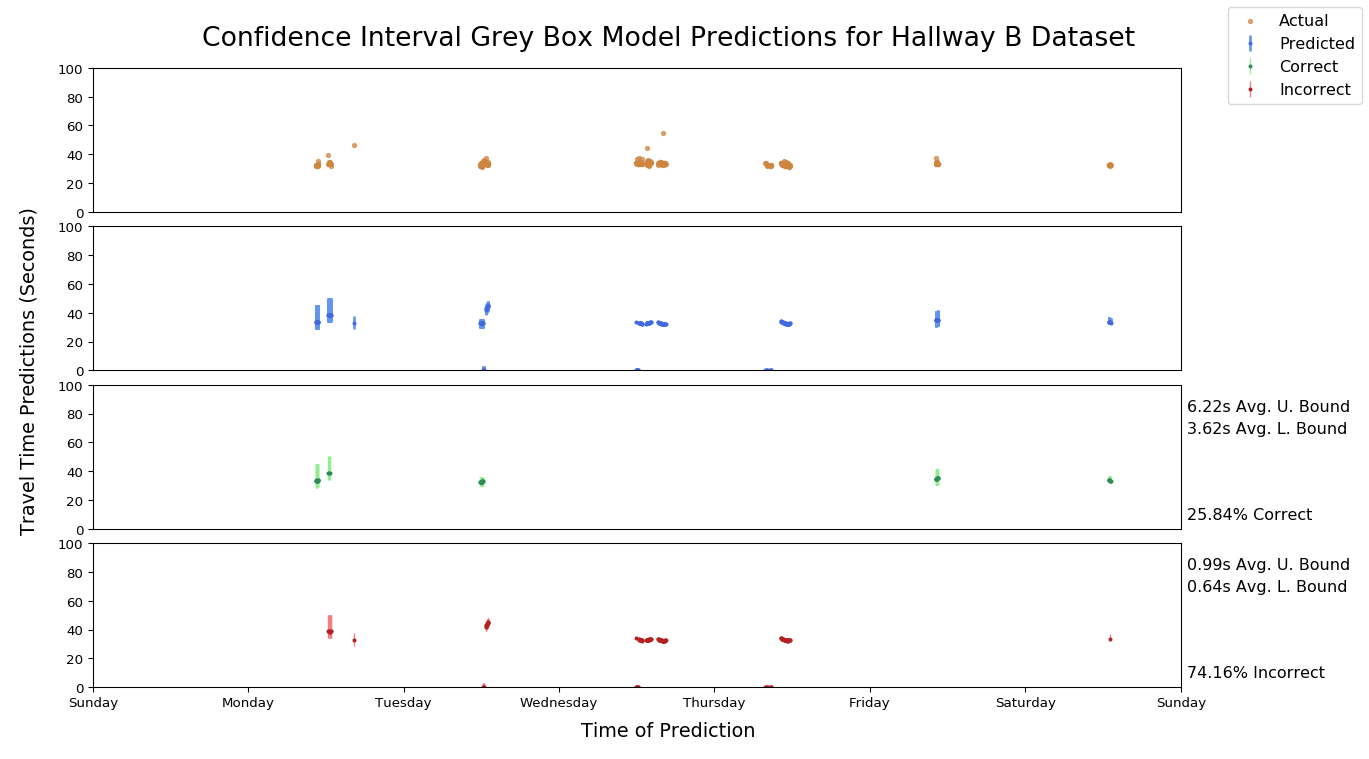 Confidence Interval Grey Box Model Predictions for Hallway B Dataset
Actual
Predicted
Correct
Incorrect
Travel Time Predictions (Seconds)
100
80
60
40
20
0
100
80
60
40
20
0
100
80
60
40
20
0
6.22s Avg. U. Bound
3.62s Avg. L. Bound
25.84% Correct
100
80
60
40
20
0
0.99s Avg. U. Bound
0.64s Avg. L. Bound
74.16% Incorrect
Sunday Monday Tuesday Wednesday Thursday Friday Saturday Sunday
Time of Prediction